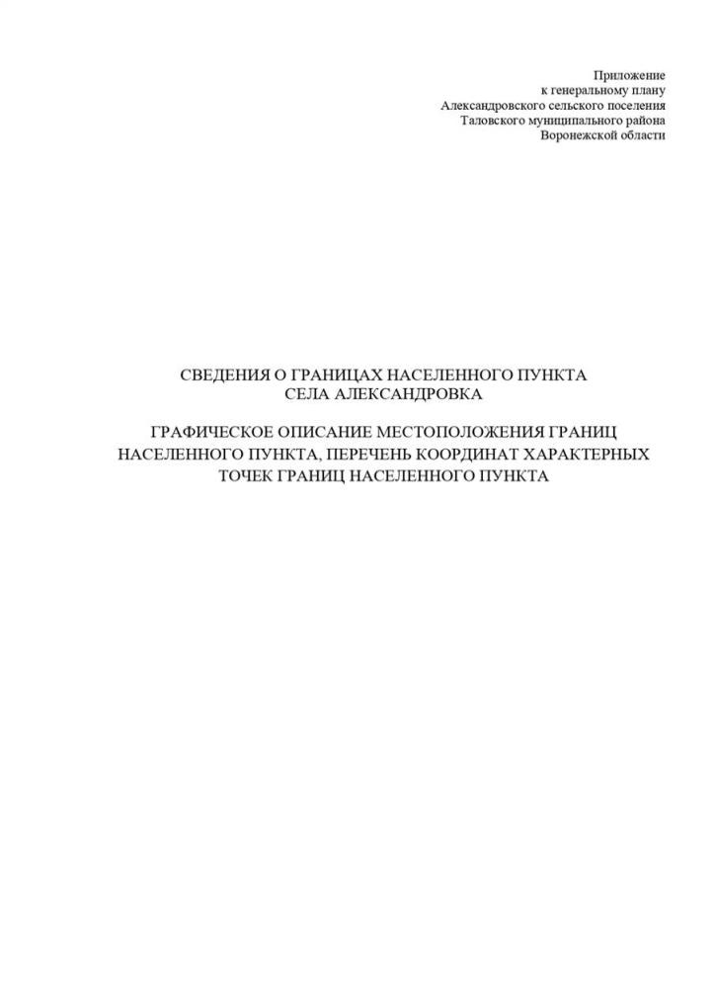 Приложение
к генеральному плану
Александровского сельского поселения
Таловского муниципального района
Воронежской области
СВЕДЕНИЯ О ГРАНИЦАХ НАСЕЛЕННОГО ПУНКТА
СЕЛА АЛЕКСАНДРОВКА
ГРАФИЧЕСКОЕ ОПИСАНИЕ МЕСТОПОЛОЖЕНИЯ ГРАНИЦ
НАСЕЛЕННОГО ПУНКТА, ПЕРЕЧЕНЬ КООРДИНАТ ХАРАКТЕРНЫХ
ТОЧЕК ГРАНИЦ НАСЕЛЕННОГО ПУНКТА